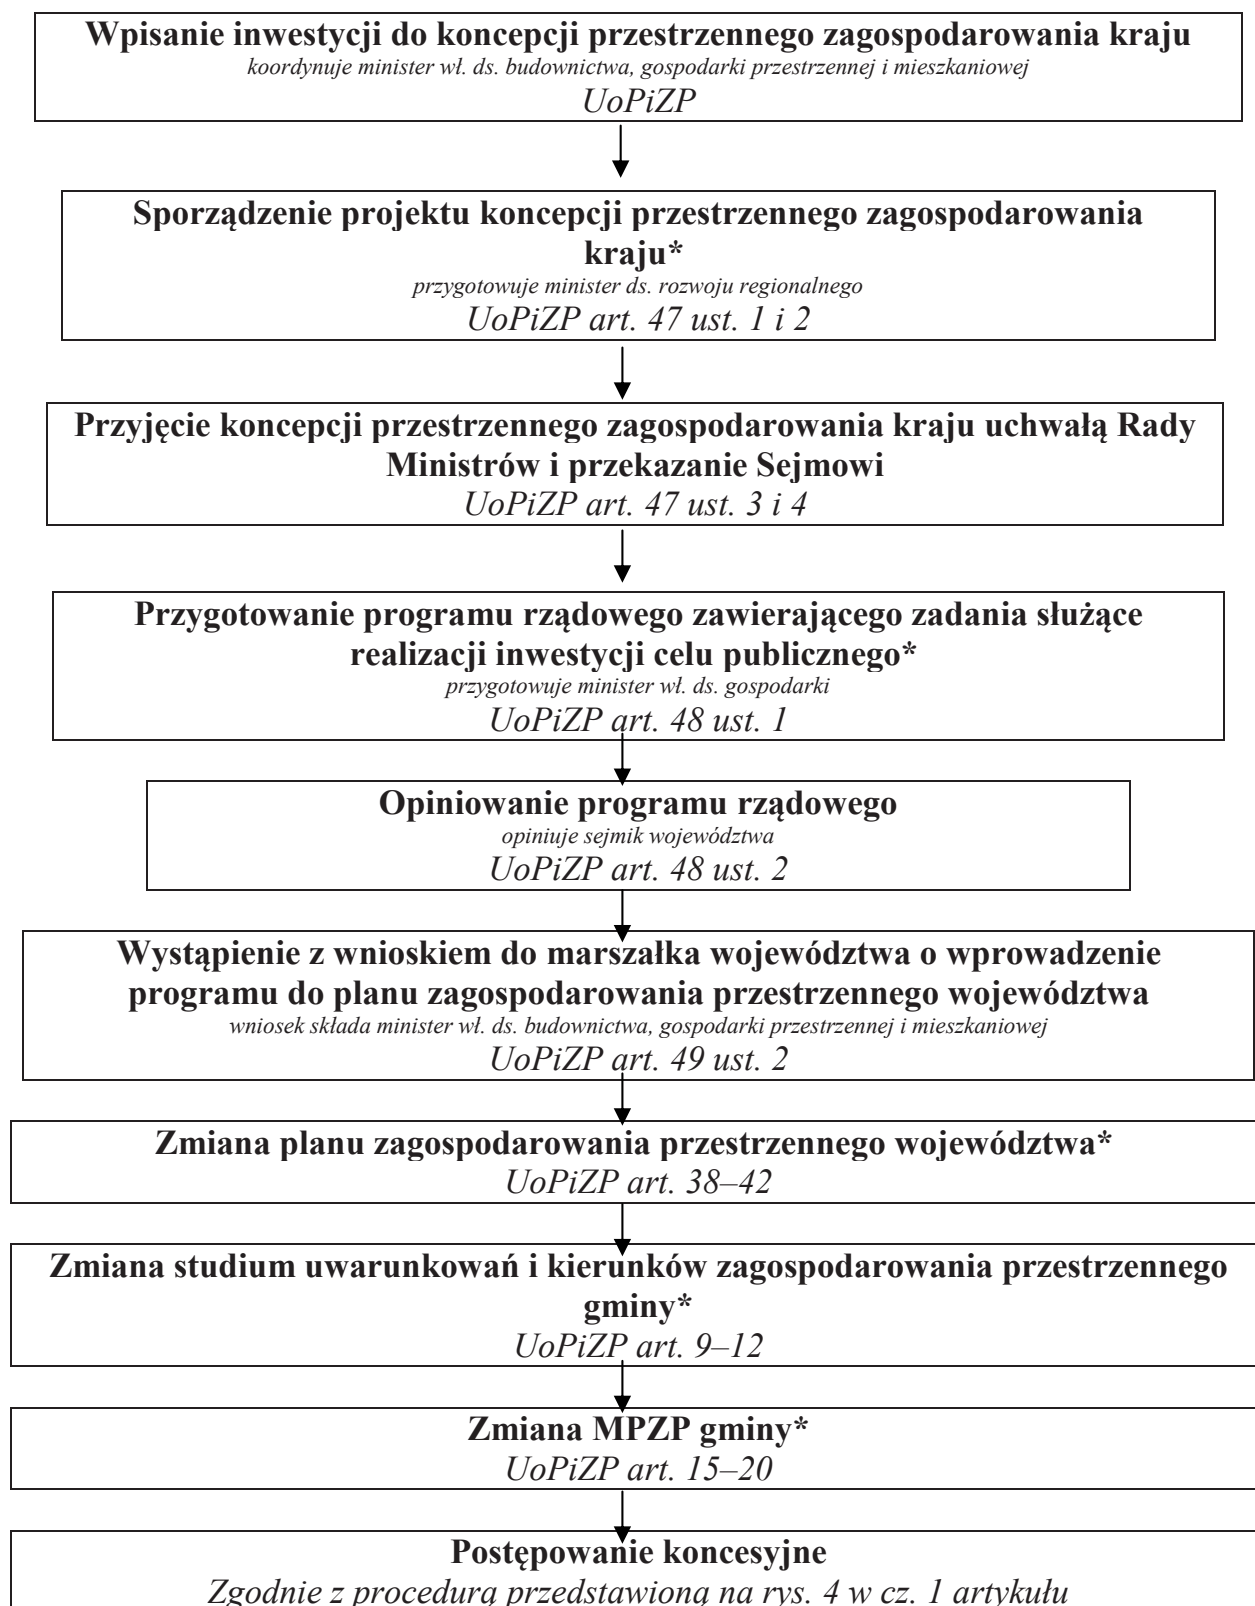 Wpisanie inwestycji do koncepcji przestrzennego zagospodarowania kraju
koordynuje minister wł. ds. budownictwa, gospodarki przestrzennej i mieszkaniowej
UoPiZP
Sporządzenie projektu koncepcji przestrzennego zagospodarowania
kraju*
przygotowuje minister ds. rozwoju regionalnego
UoPiZP art. 47 ust. 1 i 2
Przyjęcie koncepcji przestrzennego zagospodarowania kraju uchwałą Rady
Ministrów i przekazanie Sejmowi
UoPiZP art. 47 ust. 3 i 4
Przygotowanie programu rządowego zawierającego zadania służące
realizacji inwestycji celu publicznego*
przygotowuje minister wł. ds. gospodarki
UoPiZP art. 48 ust. 1
Opiniowanie programu rządowego
opiniuje sejmik województwa
UoPiZP art. 48 ust. 2
Wystąpienie z wnioskiem do marszałka województwa o wprowadzenie
programu do planu zagospodarowania przestrzennego województwa
wniosek składa minister wł. ds. budownictwa, gospodarki przestrzennej i mieszkaniowej
UoPiZP art. 49 ust. 2
Zmiana planu zagospodarowania przestrzennego województwa*
UoPiZP art. 38–42
Zmiana studium uwarunkowań i kierunków zagospodarowania przestrzennego
gminy*
UoPiZP art. 9–12
Zmiana MPZP gminy*
UoPiZP art. 15–20
Postępowanie koncesyjne
Zgodnie z procedurą przedstawioną na rys. 4 w cz. 1 artykułu